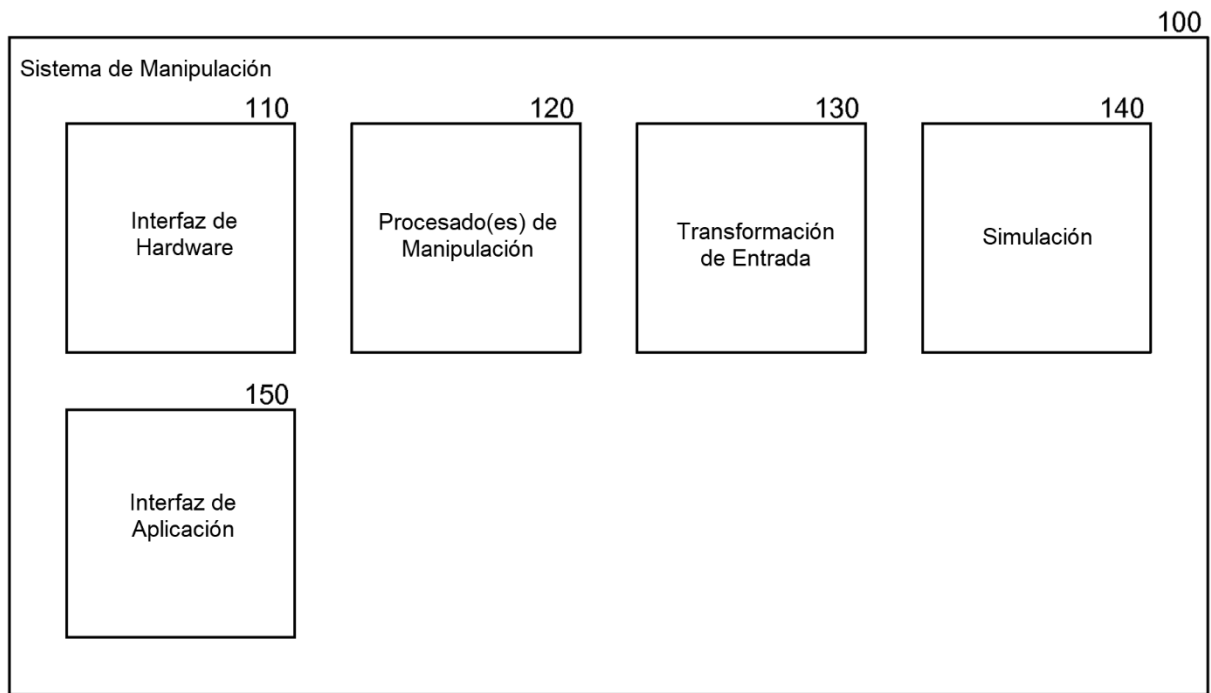 100
Sistema de Manipulación
110
120
130
140
Interfaz de
Hardware
Procesado(es) de
Manipulación
Transformación
de Entrada
Simulación
150
Interfaz de
Aplicación